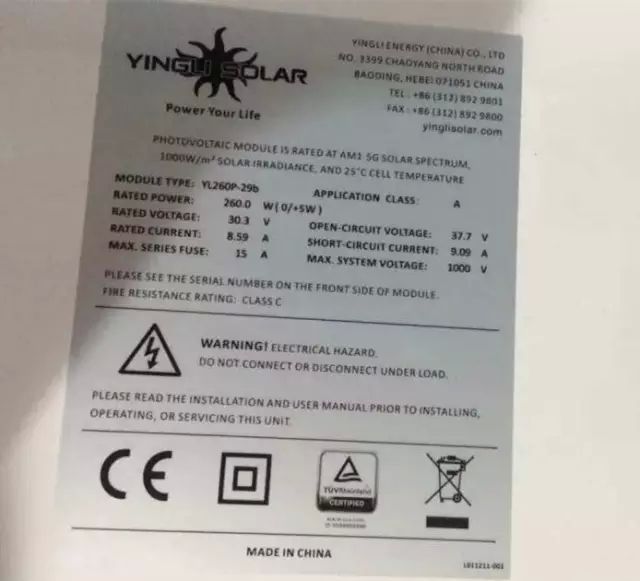 YINGLI SOLAR
Power Your Life
YINGLI ENERGY (CHINA) CO., LTD
NO. 3399 CHAOYANG NORTH ROAD
BAODING, HEBEI 071051 CHINA
TEL: +86 (312) 892 9801
FAX: +86 (312) 892 9800
yinglisolar.com
PHOTOVOLTAIC MODULE IS RATED AT AM1 5G SOLAR SPECTRUM,
1000W/m² SOLAR IRRADIANCE, AND 25°C CELL TEMPERATURE
MODULE TYPE: YL260P-29b APPLICATION CLASS: A
RATED POWER: 260.0 W ( 0/+5W )
RATED VOLTAGE: 30.3 V OPEN-CIRCUIT VOLTAGE: 37.7 V
RATED CURRENT: 8.59 A SHORT-CIRCUIT CURRENT: 9.09 A
MAX. SERIES FUSE: 15 A MAX. SYSTEM VOLTAGE: 1000 V
PLEASE SEE THE SERIAL NUMBER ON THE FRONT SIDE OF MODULE.
FIRE RESISTANCE RATING: CLASS C
WARNING! ELECTRICAL HAZARD.
DO NOT CONNECT OR DISCONNECT UNDER LOAD.
PLEASE READ THE INSTALLATION AND USER MANUAL PRIOR TO INSTALLING,
OPERATING, OR SERVICING THIS UNIT.
CE
TÜVRheinland
CERTIFIED
MADE IN CHINA
L011211-001